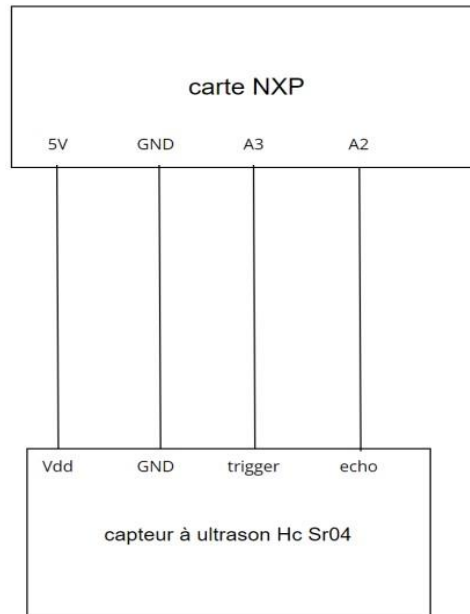 carte NXP
5V GND A3 A2
Vdd GND trigger echo
capteur à ultrason Hc Sr04